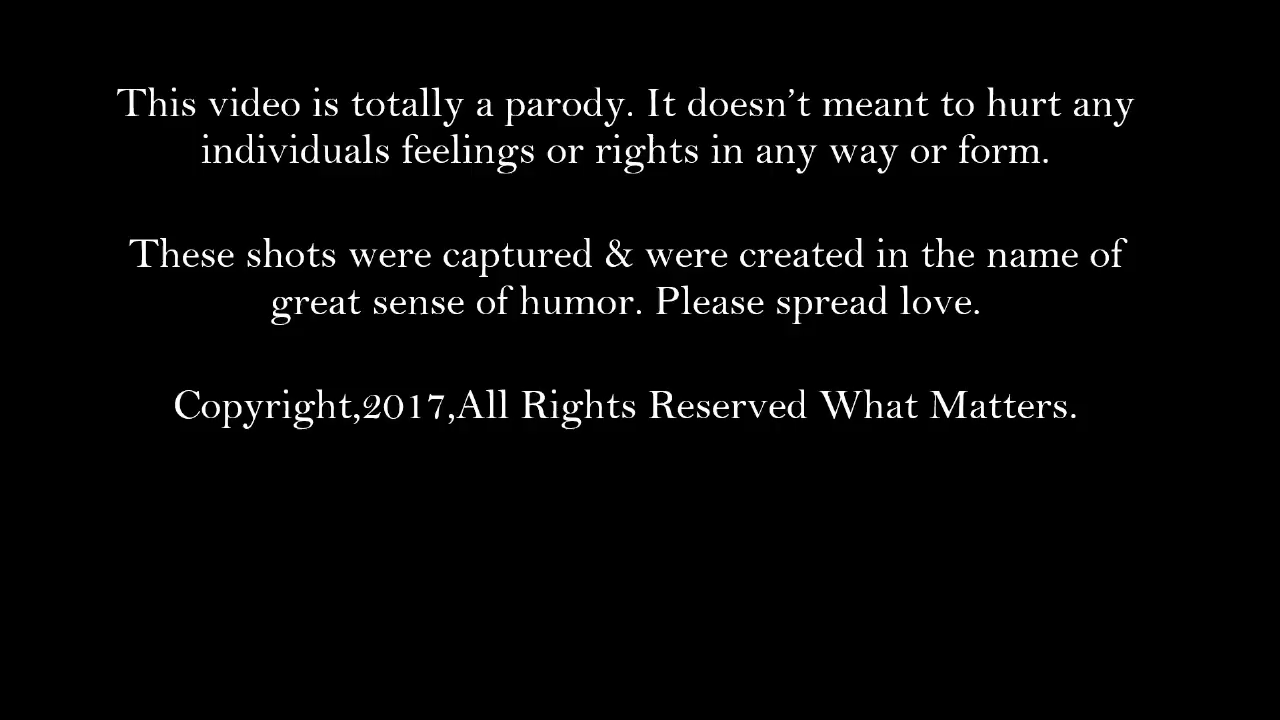 This video is totally a parody. It doesn’t meant to hurt any
individuals feelings or rights in any way or form.
These shots were captured & were created in the name of
great sense of humor. Please spread love.
Copyright,2017,All Rights Reserved What Matters.